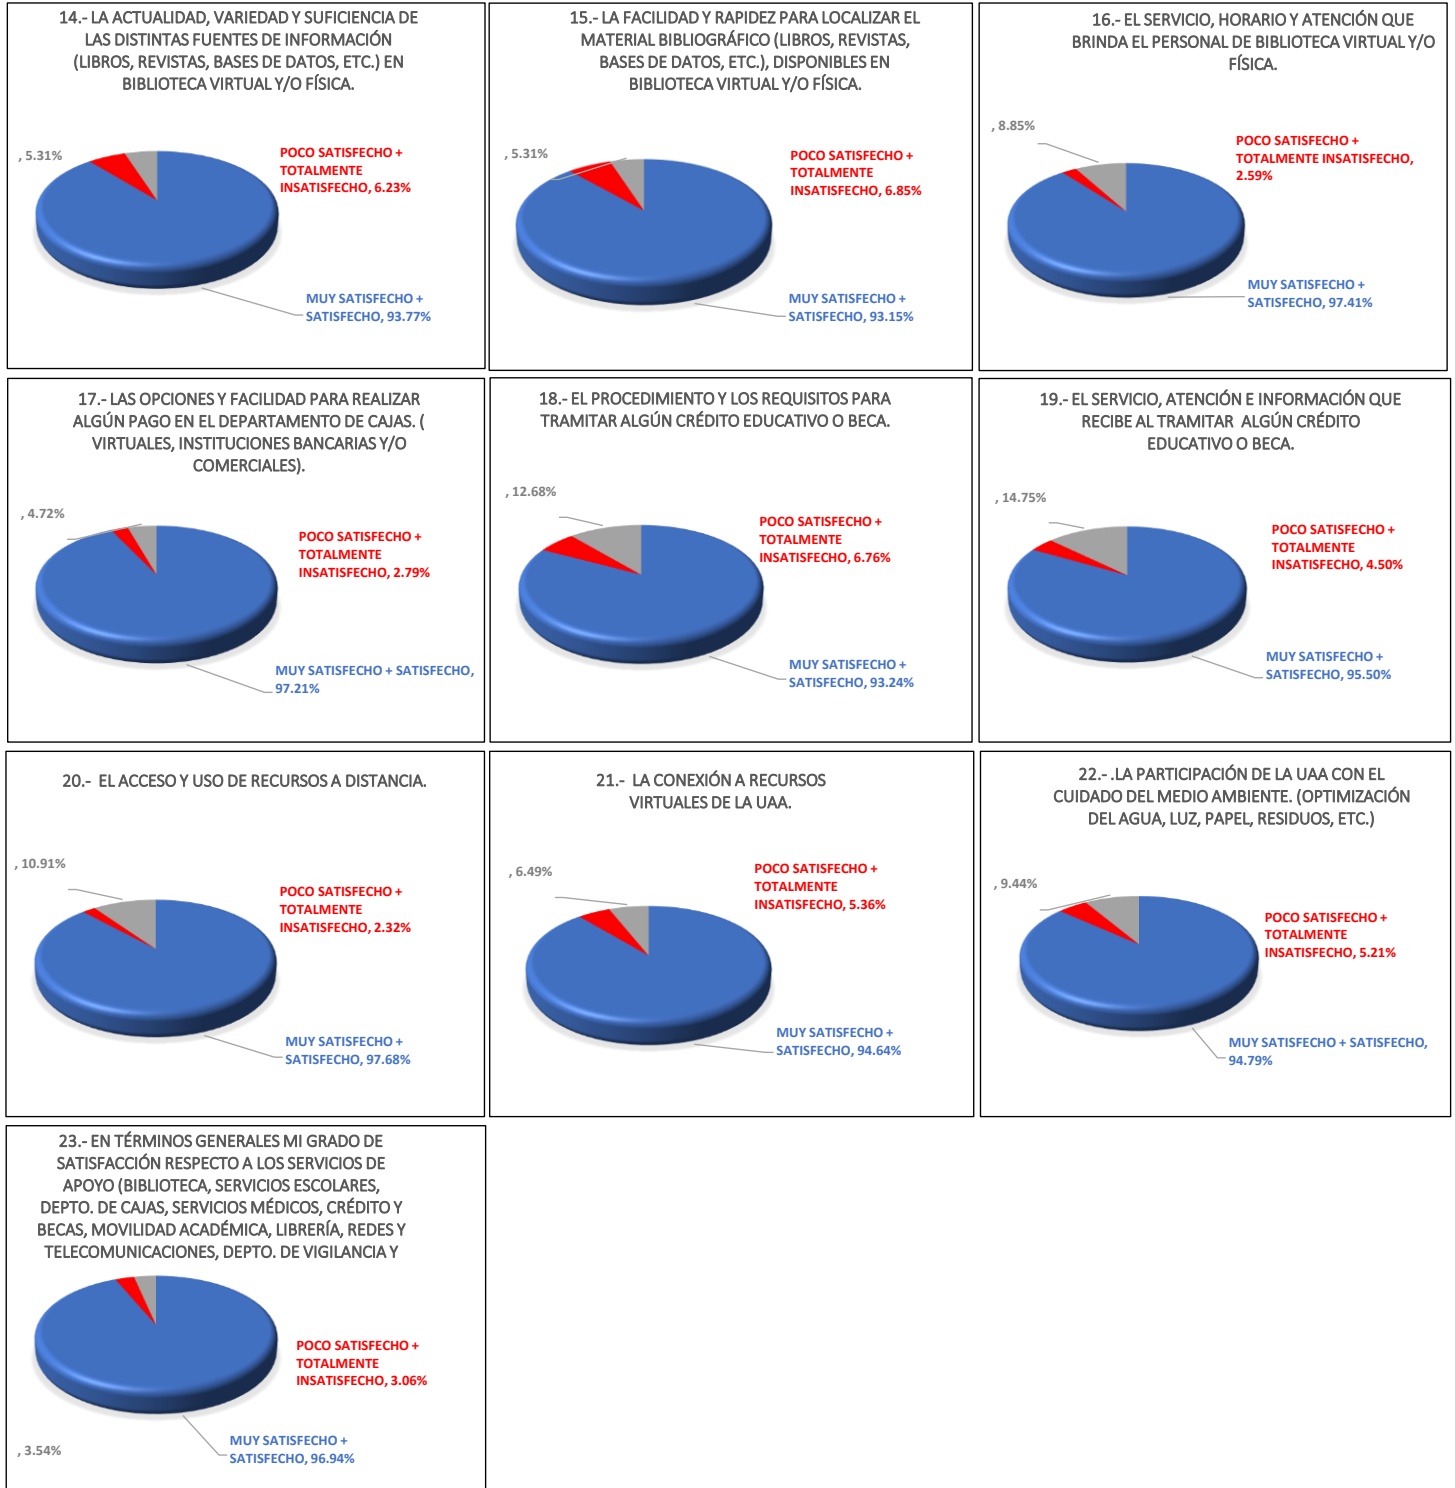 14.- LA ACTUALIDAD, VARIEDAD Y SUFICIENCIA DE
LAS DISTINTAS FUENTES DE INFORMACIÓN
(LIBROS, REVISTAS, BASES DE DATOS, ETC.) EN
BIBLIOTECA VIRTUAL Y/O FÍSICA.
, 5.31%
POCO SATISFECHO +
TOTALMENTE
INSATISFECHO, 6.23%
MUY SATISFECHO +
SATISFECHO, 93.77%
15.- LA FACILIDAD Y RAPIDEZ PARA LOCALIZAR EL
MATERIAL BIBLIOGRÁFICO (LIBROS, REVISTAS,
BASES DE DATOS, ETC.), DISPONIBLES EN
BIBLIOTECA VIRTUAL Y/O FÍSICA.
, 5.31%
POCO SATISFECHO +
TOTALMENTE
INSATISFECHO, 6.85%
MUY SATISFECHO +
SATISFECHO, 93.15%
16.- EL SERVICIO, HORARIO Y ATENCIÓN QUE
BRINDA EL PERSONAL DE BIBLIOTECA VIRTUAL Y/O
FÍSICA.
, 8.85%
POCO SATISFECHO +
TOTALMENTE INSATISFECHO,
2.59%
MUY SATISFECHO +
SATISFECHO, 97.41%
17.- LAS OPCIONES Y FACILIDAD PARA REALIZAR
ALGÚN PAGO EN EL DEPARTAMENTO DE CAJAS. (
VIRTUALES, INSTITUCIONES BANCARIAS Y/O
COMERCIALES).
, 4.72%
POCO SATISFECHO +
TOTALMENTE
INSATISFECHO, 2.79%
MUY SATISFECHO + SATISFECHO,
97.21%
18.- EL PROCEDIMIENTO Y LOS REQUISITOS PARA
TRAMITAR ALGÚN CRÉDITO EDUCATIVO O BECA.
, 12.68%
POCO SATISFECHO +
TOTALMENTE
INSATISFECHO, 6.76%
MUY SATISFECHO +
SATISFECHO, 93.24%
19.- EL SERVICIO, ATENCIÓN E INFORMACIÓN QUE
RECIBE AL TRAMITAR ALGÚN CRÉDITO
EDUCATIVO O BECA.
, 14.75%
POCO SATISFECHO +
TOTALMENTE
INSATISFECHO, 4.50%
MUY SATISFECHO +
SATISFECHO, 95.50%
20.- EL ACCESO Y USO DE RECURSOS A DISTANCIA.
, 10.91%
POCO SATISFECHO +
TOTALMENTE
INSATISFECHO, 2.32%
MUY SATISFECHO +
SATISFECHO, 97.68%
21.- LA CONEXIÓN A RECURSOS
VIRTUALES DE LA UAA.
, 6.49%
POCO SATISFECHO +
TOTALMENTE
INSATISFECHO, 5.36%
MUY SATISFECHO +
SATISFECHO, 94.64%
22.- .LA PARTICIPACIÓN DE LA UAA CON EL
CUIDADO DEL MEDIO AMBIENTE. (OPTIMIZACIÓN
DEL AGUA, LUZ, PAPEL, RESIDUOS, ETC.)
, 9.44%
POCO SATISFECHO +
TOTALMENTE
INSATISFECHO, 5.21%
MUY SATISFECHO + SATISFECHO,
94.79%
23.- EN TÉRMINOS GENERALES MI GRADO DE
SATISFACCIÓN RESPECTO A LOS SERVICIOS DE
APOYO (BIBLIOTECA, SERVICIOS ESCOLARES,
DEPTO. DE CAJAS, SERVICIOS MÉDICOS, CRÉDITO Y
BECAS, MOVILIDAD ACADÉMICA, LIBRERÍA, REDES Y
TELECOMUNICACIONES, DEPTO. DE VIGILANCIA Y
POCO SATISFECHO +
TOTALMENTE
INSATISFECHO, 3.06%
MUY SATISFECHO +
SATISFECHO, 96.94%
, 3.54%